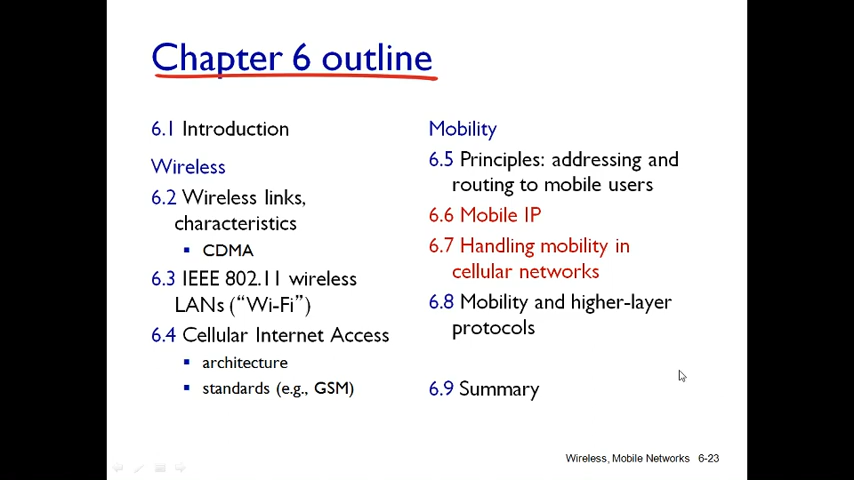 Chapter 6 outline
6.1 Introduction
Wireless
6.2 Wireless links,
characteristics
▪ CDMA
6.3 IEEE 802.11 wireless
LANs (“Wi-Fi”)
6.4 Cellular Internet Access
▪ architecture
▪ standards (e.g., GSM)
Mobility
6.5 Principles: addressing and
routing to mobile users
6.6 Mobile IP
6.7 Handling mobility in
cellular networks
6.8 Mobility and higher-layer
protocols
6.9 Summary
Wireless, Mobile Networks 6-23